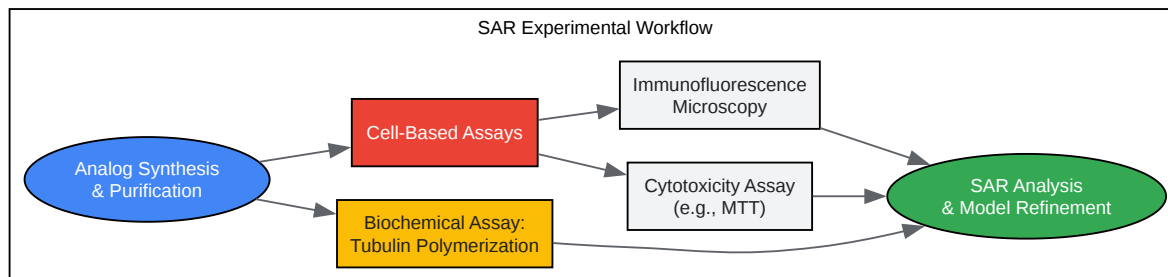 SAR Experimental Workflow
Analog Synthesis
& Purification
Cell-Based Assays
Biochemical Assay:
Tubulin Polymerization
Immunofluorescence
Microscopy
Cytotoxicity Assay
(e.g., MTT)
SAR Analysis
& Model Refinement